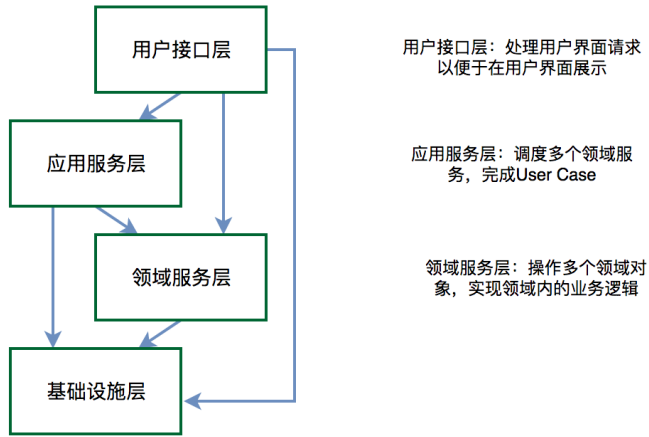 用户接口层
用户接口层：处理用户界面请求
以便于在用户界面展示
应用服务层
应用服务层：调度多个领域服
务，完成User Case
领域服务层
领域服务层：操作多个领域对
象，实现领域内的业务逻辑
基础设施层